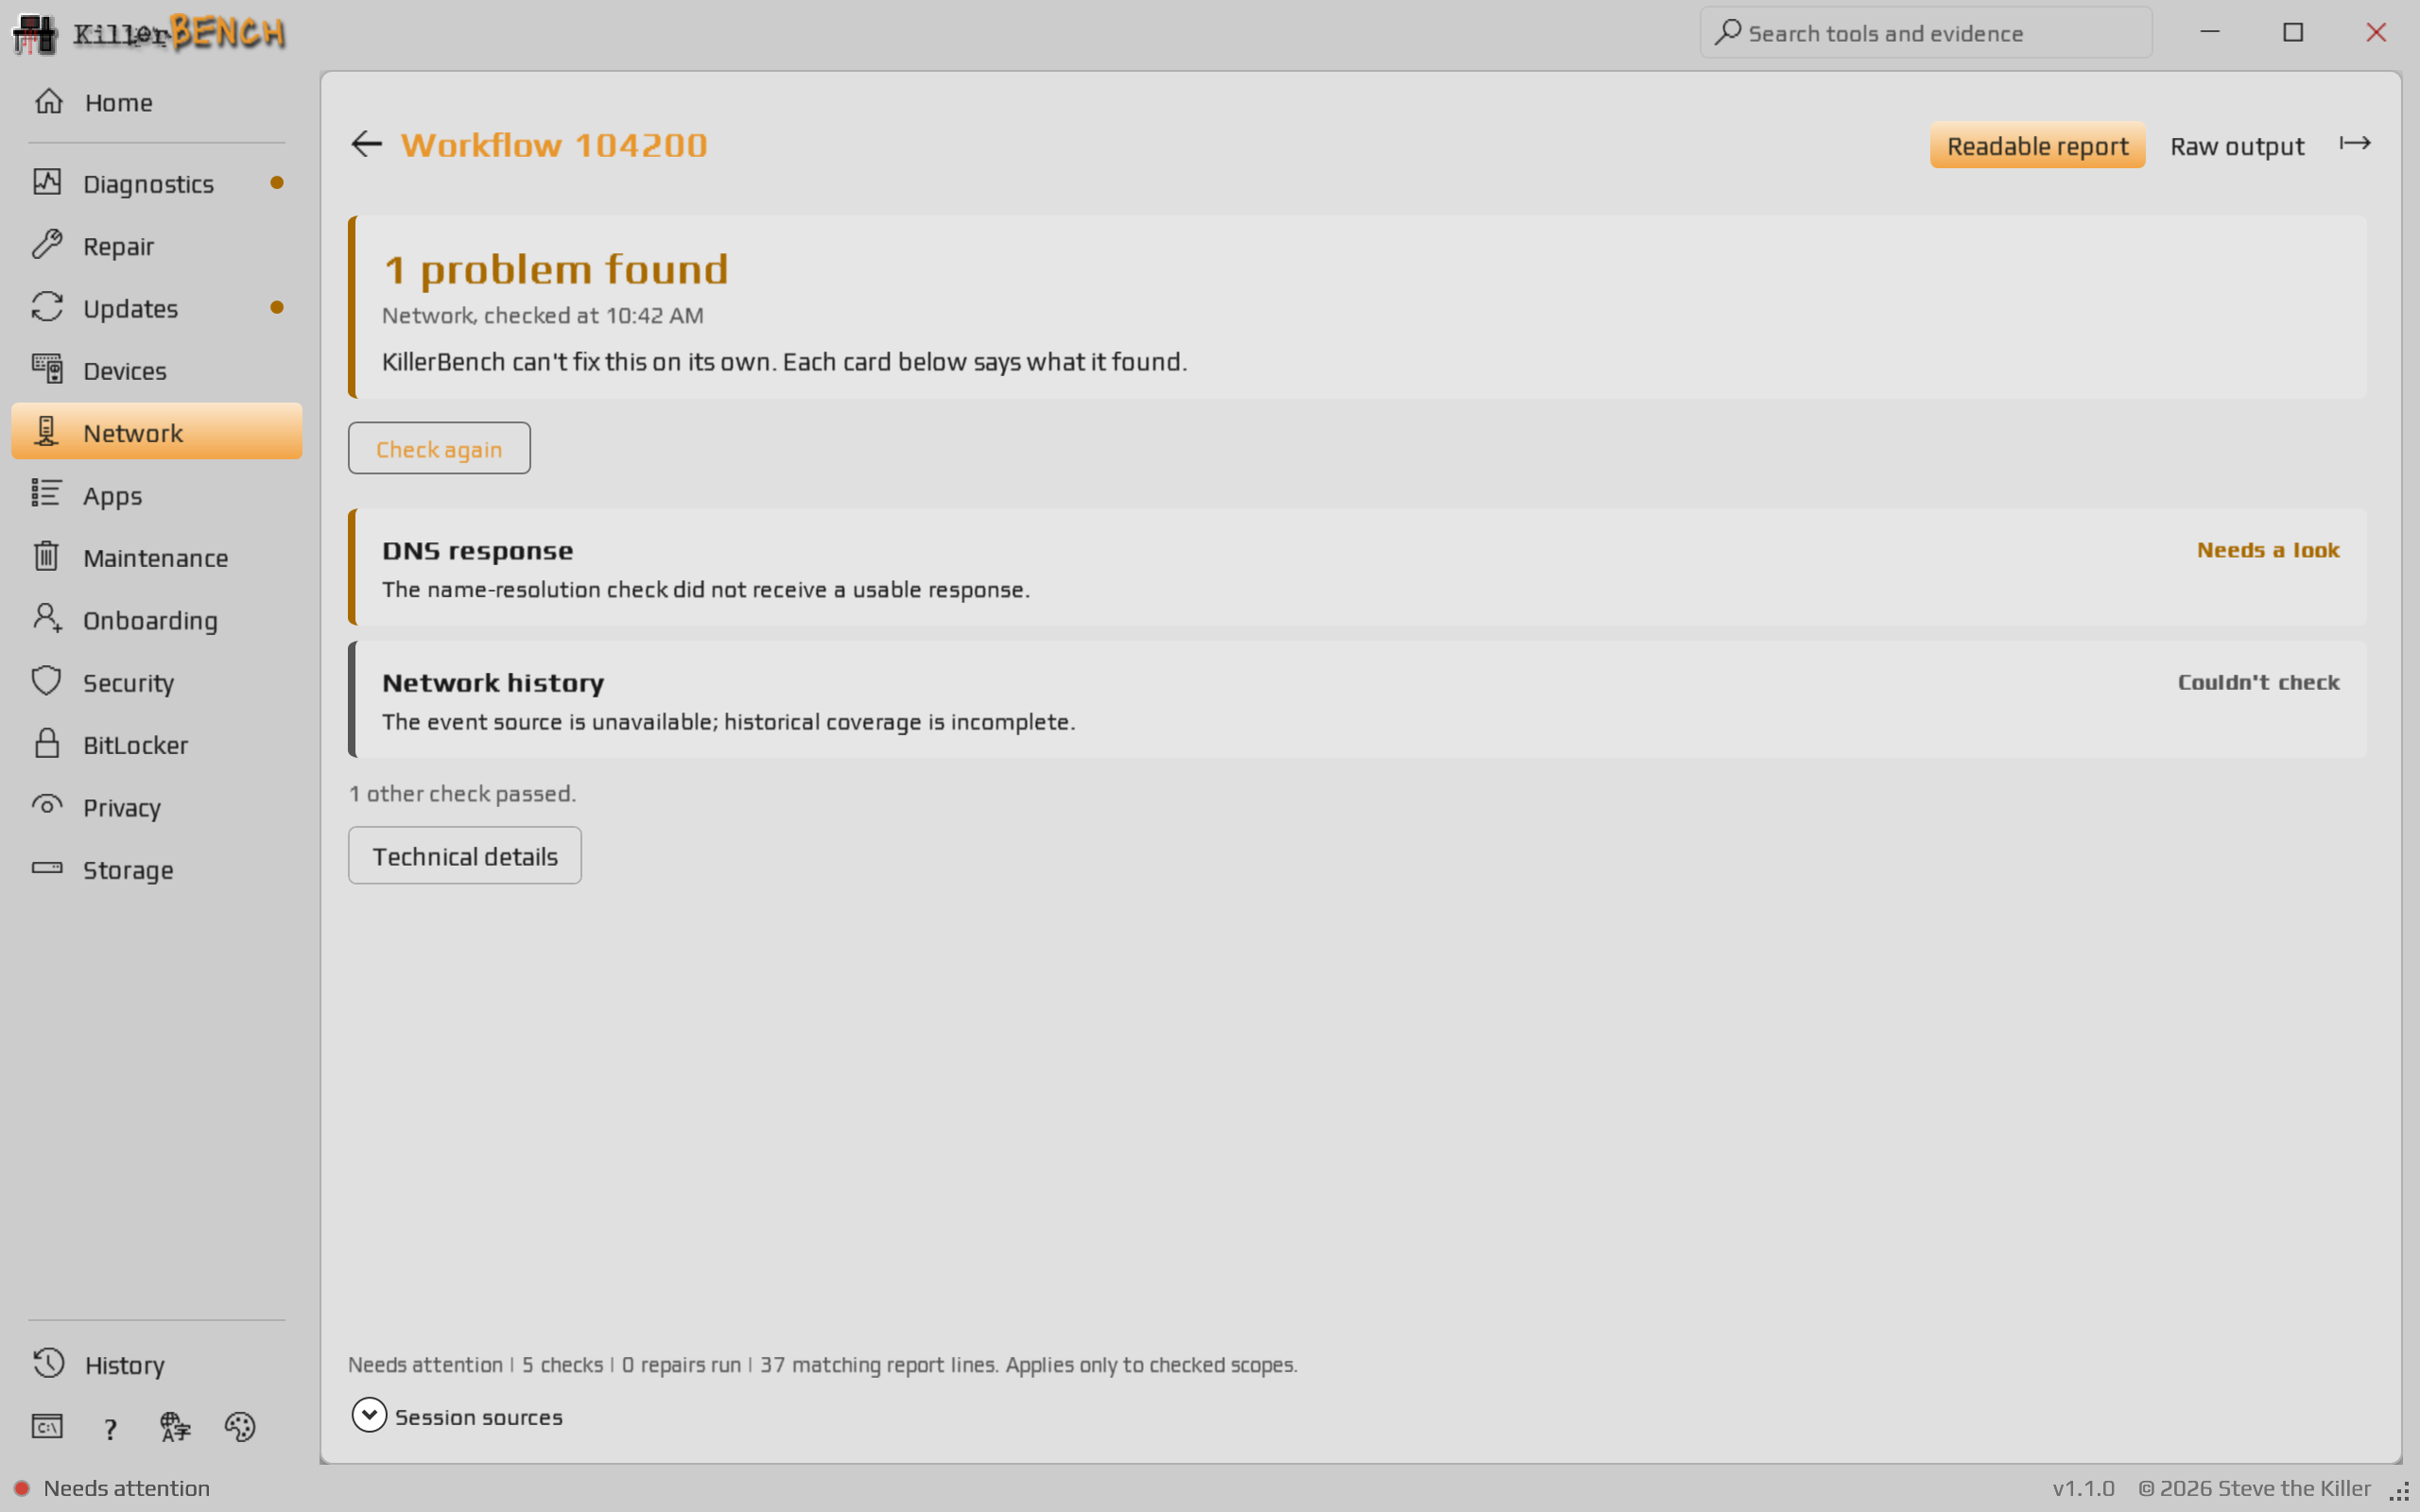 KillerBENCH
Search tools and evidence
Home
Diagnostics
Repair
Updates
Devices
Network
Apps
Maintenance
Onboarding
Security
BitLocker
Privacy
Storage
History
C:\
?
A字
Needs attention
Workflow 104200
Readable report
Raw output
1 problem found
Network, checked at 10:42 AM
KillerBench can't fix this on its own. Each card below says what it found.
Check again
DNS response
Needs a look
The name-resolution check did not receive a usable response.
Network history
Couldn't check
The event source is unavailable; historical coverage is incomplete.
1 other check passed.
Technical details
Needs attention | 5 checks | 0 repairs run | 37 matching report lines. Applies only to checked scopes.
Session sources
v1.1.0
© 2026 Steve the Killer